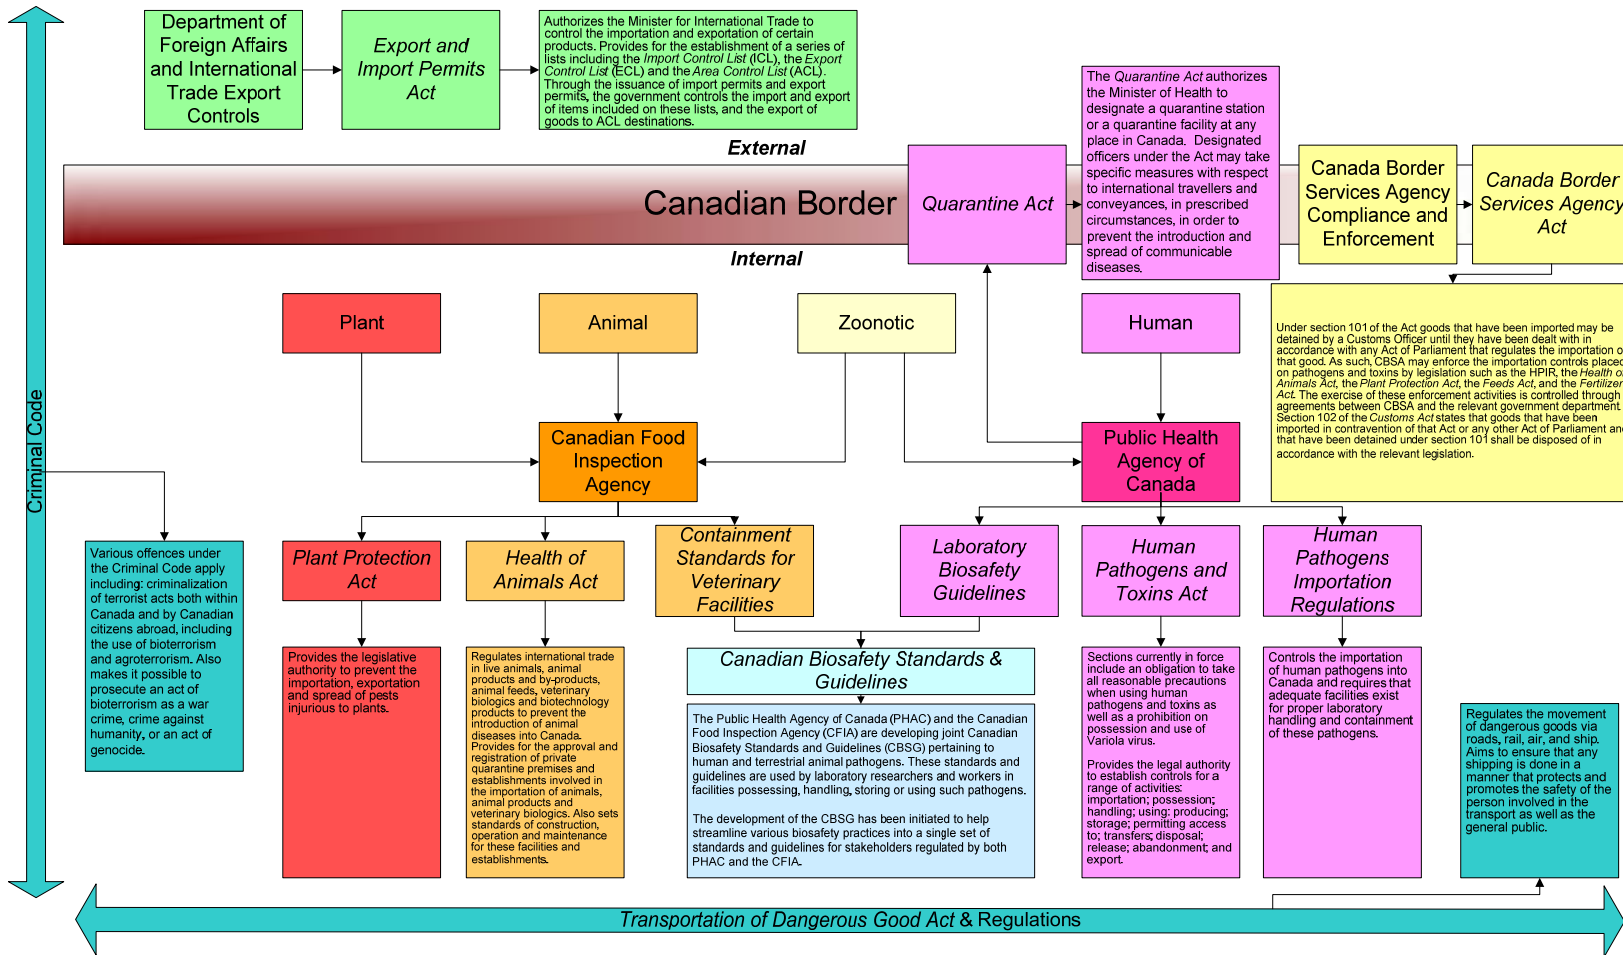 Department of
Foreign Affairs
and International
Trade Export
Controls
Export and
Import Permits
Act
Authorizes the Minister for International Trade to
control the importation and exportation of certain
products. Provides for the establishment of a series of
lists including the Import Control List (ICL), the Export
Control List (ECL) and the Area Control List (ACL).
Through the issuance of import permits and export
permits, the government controls the import and export
of items included on these lists, and the export of
goods to ACL destinations.
External
Canadian Border
Internal
Quarantine Act
The Quarantine Act authorizes
the Minister of Health to
designate a quarantine station
or a quarantine facility at any
place in Canada. Designated
officers under the Act may take
specific measures with respect
to international travellers and
conveyances, in prescribed
circumstances, in order to
prevent the introduction and
spread of communicable
diseases.
Canada Border
Services Agency
Compliance and
Enforcement
Canada Border
Services Agency
Act
Under section 101 of the Act goods that have been imported may be
detained by a Customs Officer until they have been dealt with in
accordance with any Act of Parliament that regulates the importation o
that good. As such, CBSA may enforce the importation controls placed
on pathogens and toxins by legislation such as the HPIR, the Health of
Animals Act, the Plant Protection Act, the Feeds Act, and the Fertilizer
Act. The exercise of these enforcement activities is controlled through
agreements between CBSA and the relevant government department.
Section 102 of the Customs Act states that goods that have been
imported in contravention of that Act or any other Act of Parliament and
that have been detained under section 101 shall be disposed of in
accordance with the relevant legislation.
Plant
Animal
Zoonotic
Human
Canadian Food
Inspection
Agency
Public Health
Agency of
Canada
Criminal Code
Various offences under
the Criminal Code apply
including: criminalization
of terrorist acts both within
Canada and by Canadian
citizens abroad, including
the use of bioterrorism
and agroterrorism. Also
makes it possible to
prosecute an act of
bioterrorism as a war
crime, crime against
humanity, or an act of
genocide.
Plant Protection
Act
Health of
Animals Act
Containment
Standards for
Veterinary
Facilities
Laboratory
Biosafety
Guidelines
Human
Pathogens and
Toxins Act
Human
Pathogens
Importation
Regulations
Provides the legislative
authority to prevent the
importation, exportation
and spread of pests
injurious to plants.
Regulates international trade
in live animals, animal
products and by-products,
animal feeds, veterinary
biologics and biotechnology
products to prevent the
introduction of animal
diseases into Canada.
Provides for the approval and
registration of private
quarantine premises and
establishments involved in
the importation of animals,
animal products and
veterinary biologics. Also sets
standards of construction,
operation and maintenance
for these facilities and
establishments.
Canadian Biosafety Standards &
Guidelines
The Public Health Agency of Canada (PHAC) and the Canadian
Food Inspection Agency (CFIA) are developing joint Canadian
Biosafety Standards and Guidelines (CBSG) pertaining to
human and terrestrial animal pathogens. These standards and
guidelines are used by laboratory researchers and workers in
facilities possessing, handling, storing or using such pathogens.
The development of the CBSG has been initiated to help
streamline various biosafety practices into a single set of
standards and guidelines for stakeholders regulated by both
PHAC and the CFIA.
Sections currently in force
include an obligation to take
all reasonable precautions
when using human
pathogens and toxins as
well as a prohibition on
possession and use of
Variola virus.
Provides the legal authority
to establish controls for a
range of activities:
importation; possession;
handling; using; producing;
storage; permitting access
to; transfers; disposal;
release; abandonment; and
export.
Controls the importation
of human pathogens into
Canada and requires that
adequate facilities exist
for proper laboratory
handling and containment
of these pathogens.
Regulates the movement
of dangerous goods via
roads, rail, air, and ship.
Aims to ensure that any
shipping is done in a
manner that protects and
promotes the safety of the
person involved in the
transport as well as the
general public.
Transportation of Dangerous Good Act & Regulations